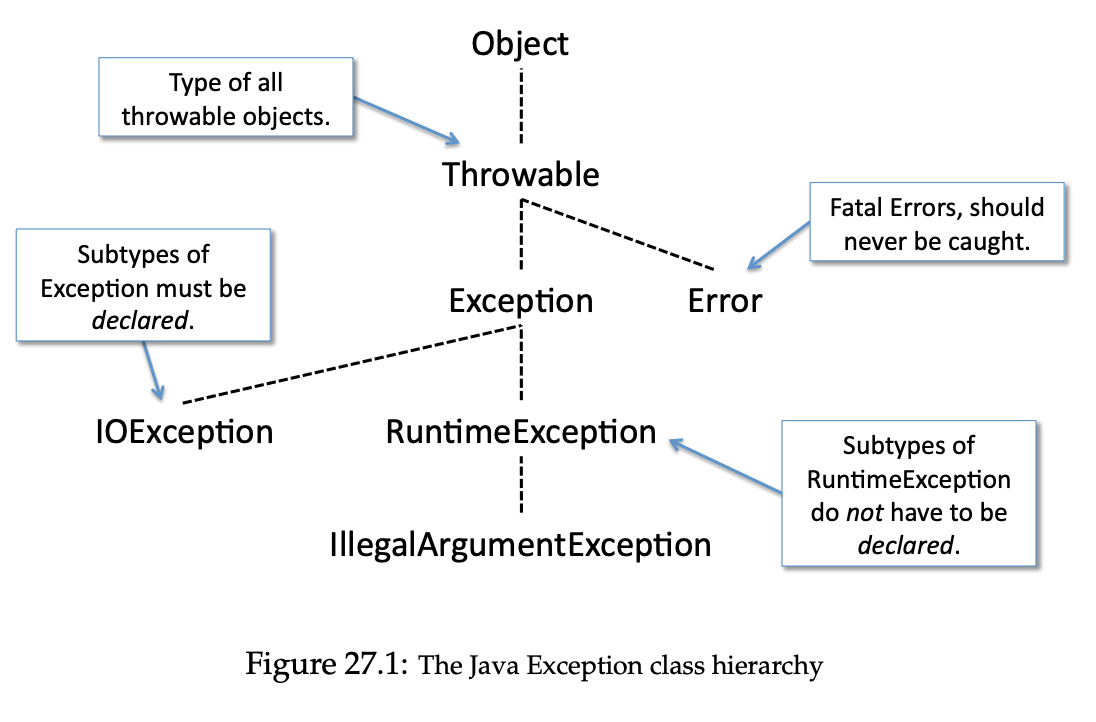 Object
Type of all
throwable objects.
Throwable
Fatal Errors, should
never be caught.
Subtypes of
Exception must be
declared.
Exception
Error
IOException
RuntimeException
Subtypes of
RuntimeException
do not have to be
declared.
IllegalArgumentException
Figure 27.1: The Java Exception class hierarchy